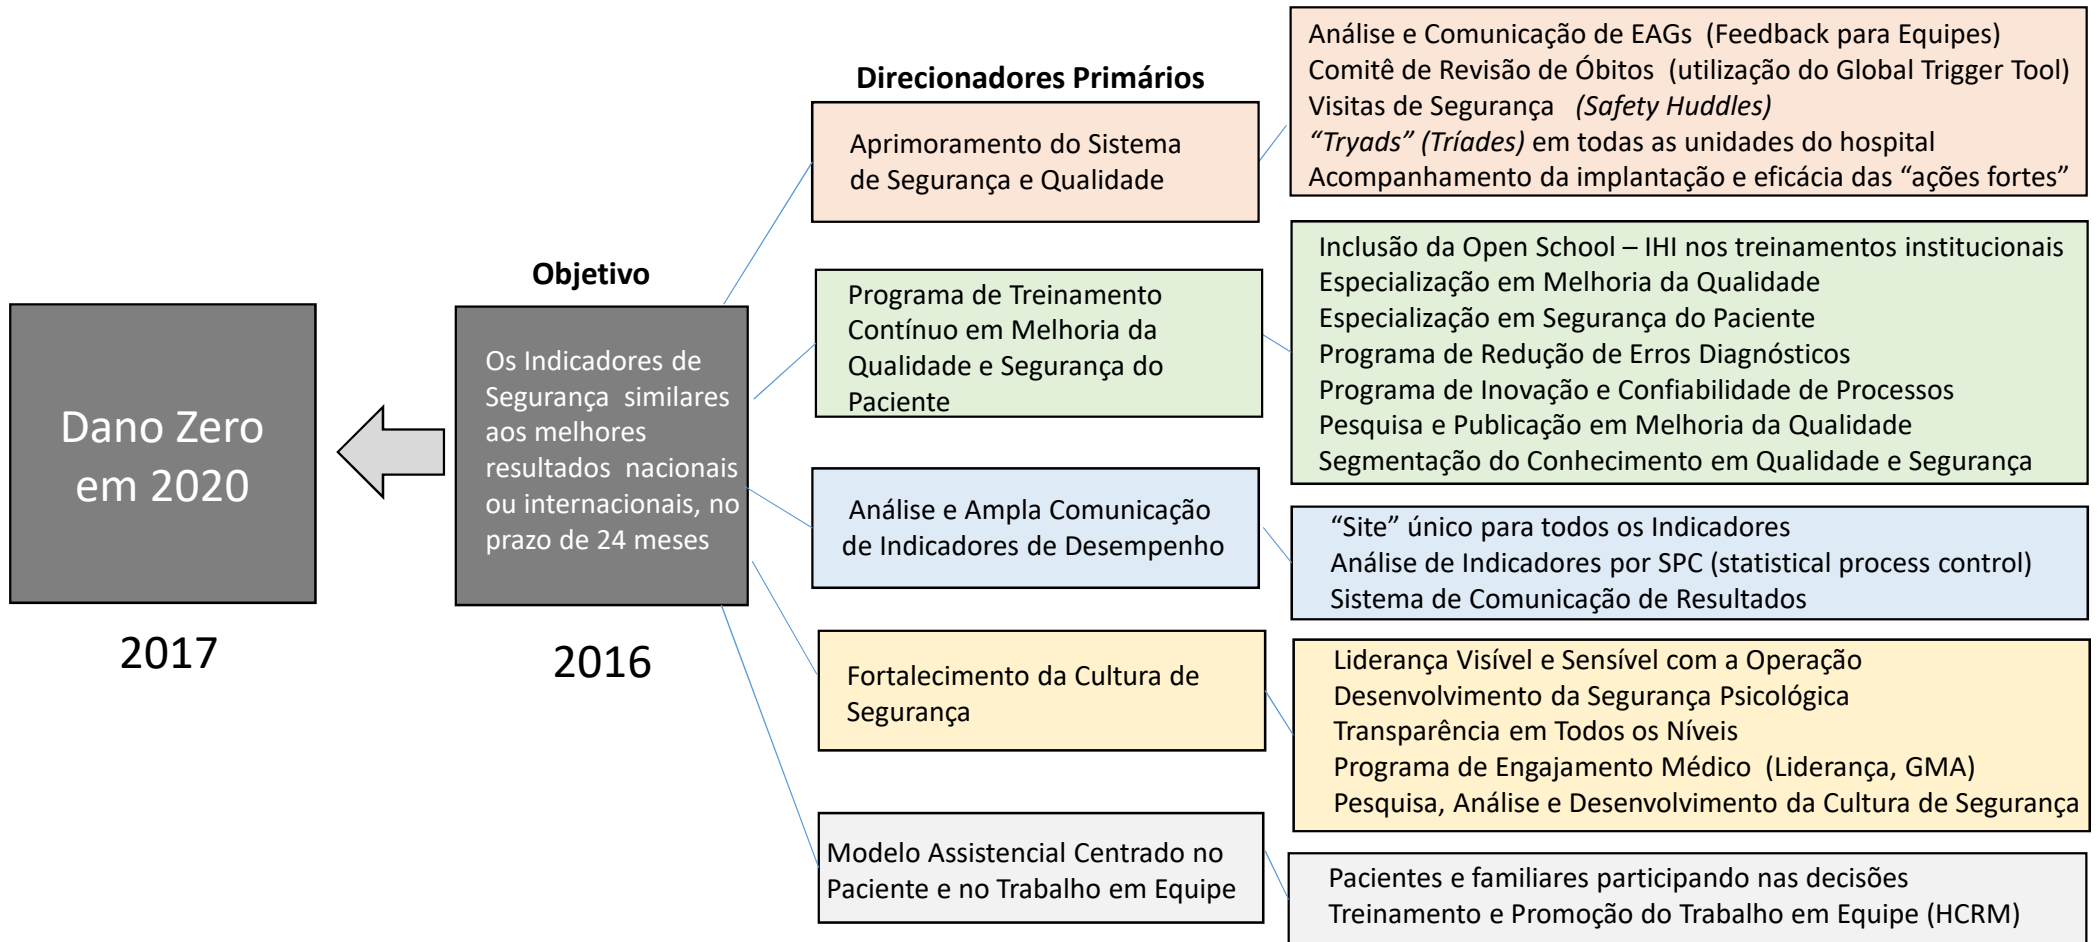 Dano Zero
em 2020
2017
Objetivo
Os Indicadores de
Segurança similares
aos melhores
resultados nacionais
ou internacionais, no
prazo de 24 meses
2016
Direcionadores Primários
Aprimoramento do Sistema
de Segurança e Qualidade
Análise e Comunicação de EAGs (Feedback para Equipes)
Comitê de Revisão de Óbitos (utilização do Global Trigger Tool)
Visitas de Segurança (Safety Huddles)
“Tryads” (Tríades) em todas as unidades do hospital
Acompanhamento da implantação e eficácia das “ações fortes”
Programa de Treinamento
Contínuo em Melhoria da
Qualidade e Segurança do
Paciente
Inclusão da Open School – IHI nos treinamentos institucionais
Especialização em Melhoria da Qualidade
Especialização em Segurança do Paciente
Programa de Redução de Erros Diagnósticos
Programa de Inovação e Confiabilidade de Processos
Pesquisa e Publicação em Melhoria da Qualidade
Segmentação do Conhecimento em Qualidade e Segurança
Análise e Ampla Comunicação
de Indicadores de Desempenho
“Site” único para todos os Indicadores
Análise de Indicadores por SPC (statistical process control)
Sistema de Comunicação de Resultados
Fortalecimento da Cultura de
Segurança
Liderança Visível e Sensível com a Operação
Desenvolvimento da Segurança Psicológica
Transparência em Todos os Níveis
Programa de Engajamento Médico (Liderança, GMA)
Pesquisa, Análise e Desenvolvimento da Cultura de Segurança
Modelo Assistencial Centrado no
Paciente e no Trabalho em Equipe
Pacientes e familiares participando nas decisões
Treinamento e Promoção do Trabalho em Equipe (HCRM)